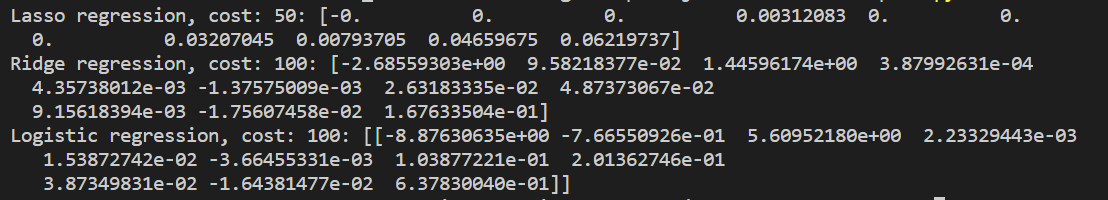 Lasso regression, cost: 50: [-0.         0.         0.         0.00312083  0.         0.
  0.         0.03207045  0.00793705  0.04659675  0.06219737]
Ridge regression, cost: 100: [-2.68559303e+00  9.58218377e-02  1.44596174e+00  3.87992631e-04
  4.35738012e-03 -1.37575009e-03  2.63183335e-02  4.87373067e-02
  9.15618394e-03 -1.75607458e-02  1.67633504e-01]
Logistic regression, cost: 100: [[-8.87630635e+00 -7.66550926e-01  5.60952180e+00  2.23329443e-03
   1.53872742e-02 -3.66455331e-03  1.03877221e-01  2.01362746e-01
   3.87349831e-02 -1.64381477e-02  6.37830040e-01]]